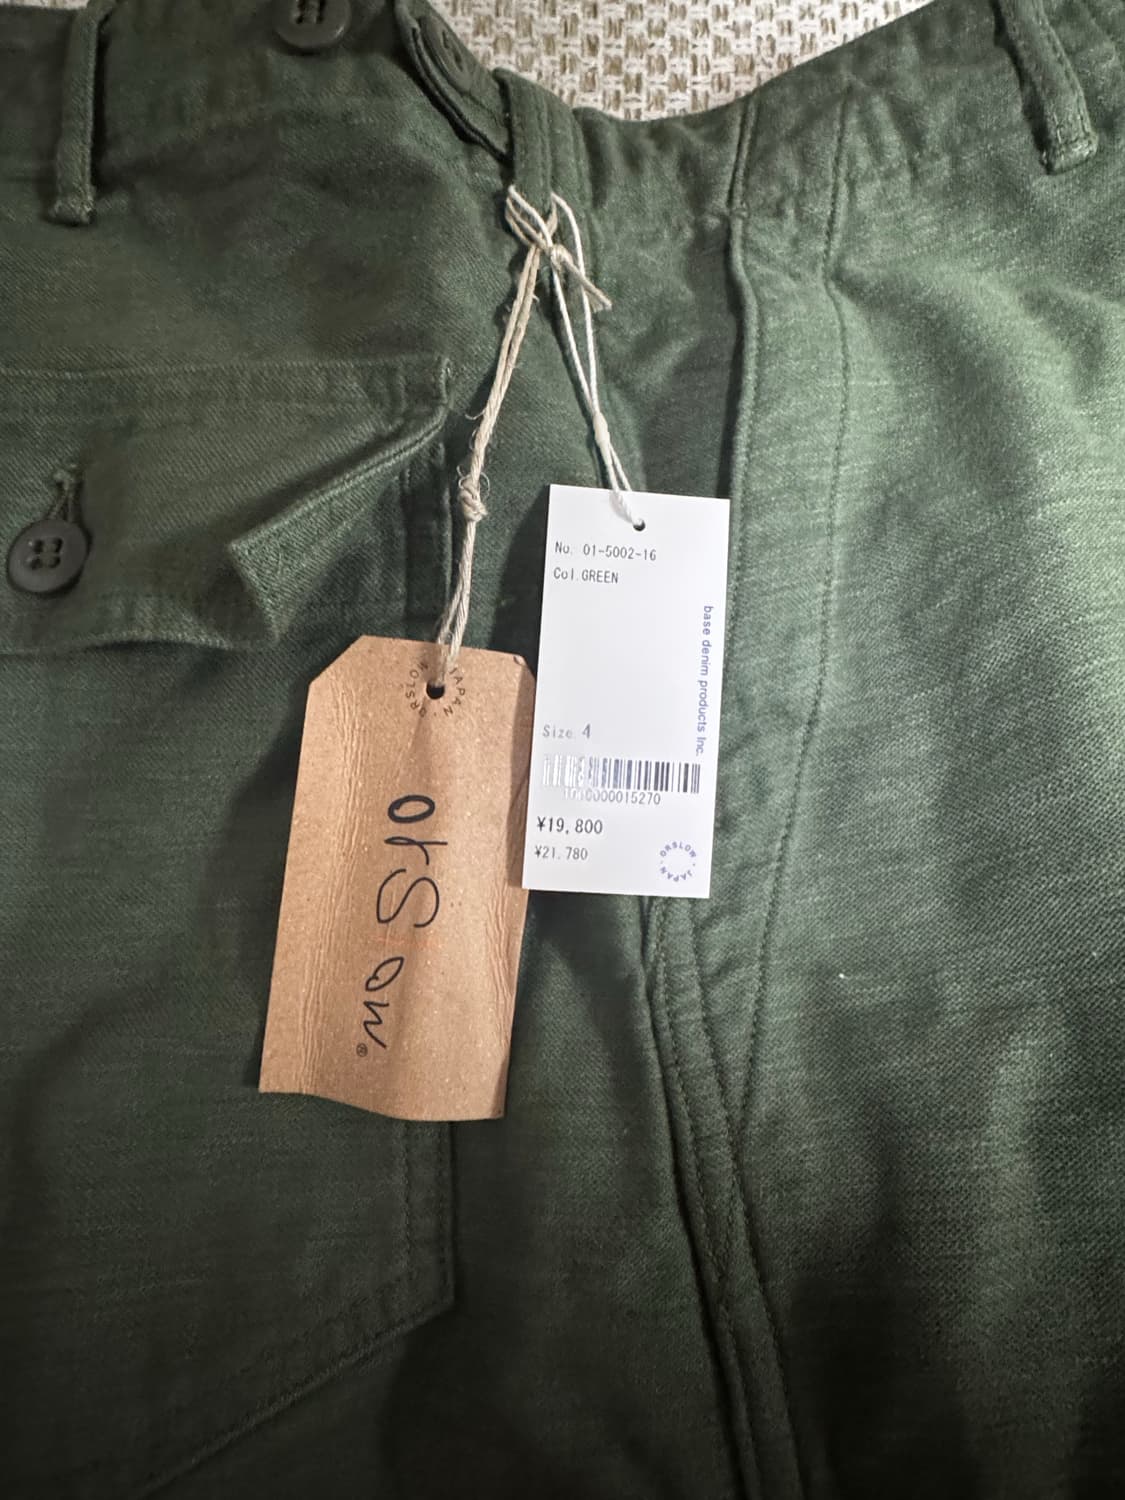 No. 01-5002-16
Col.GREEN
base denim products Inc.
Size 4
¥19,800
¥21,780
ORSLOW · JAPAN ·
JAPAN · ORSLOW
orSlow®